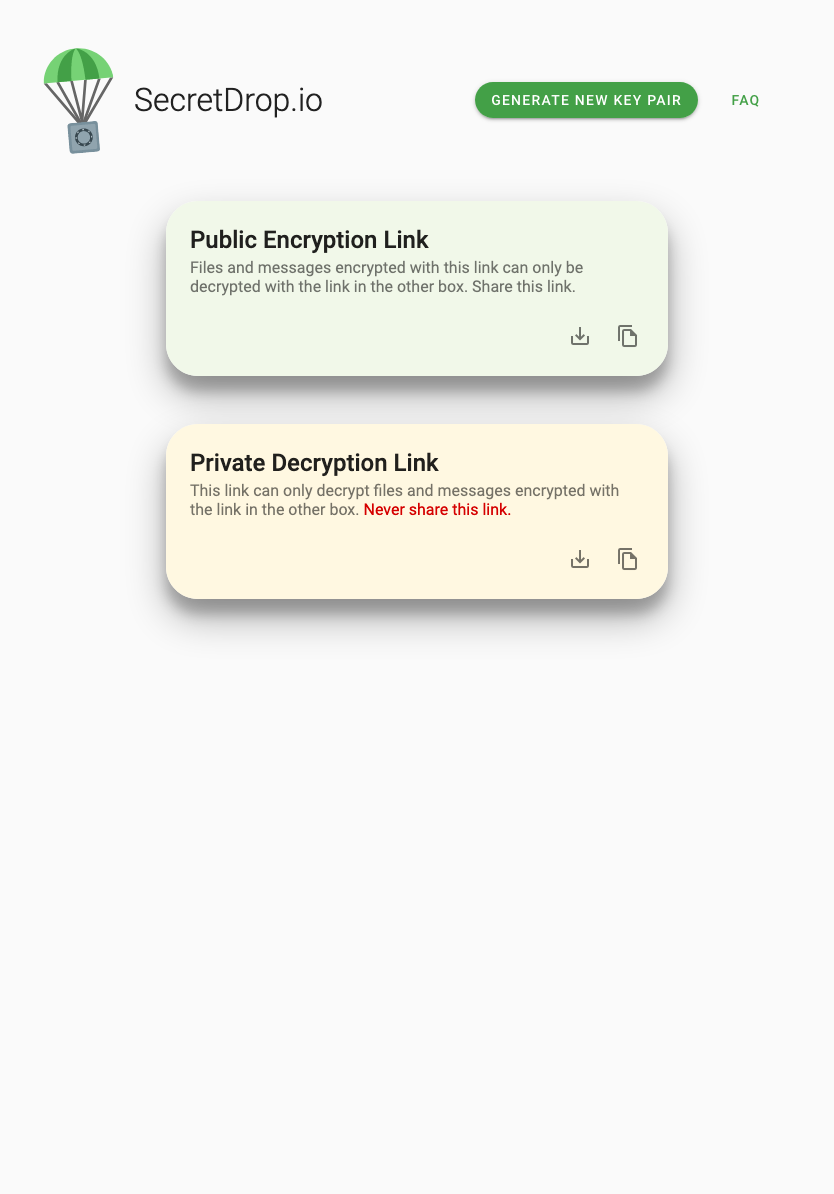 SecretDrop.io
GENERATE NEW KEY PAIR
FAQ
Public Encryption Link
Files and messages encrypted with this link can only be
decrypted with the link in the other box. Share this link.
Private Decryption Link
This link can only decrypt files and messages encrypted with
the link in the other box. Never share this link.